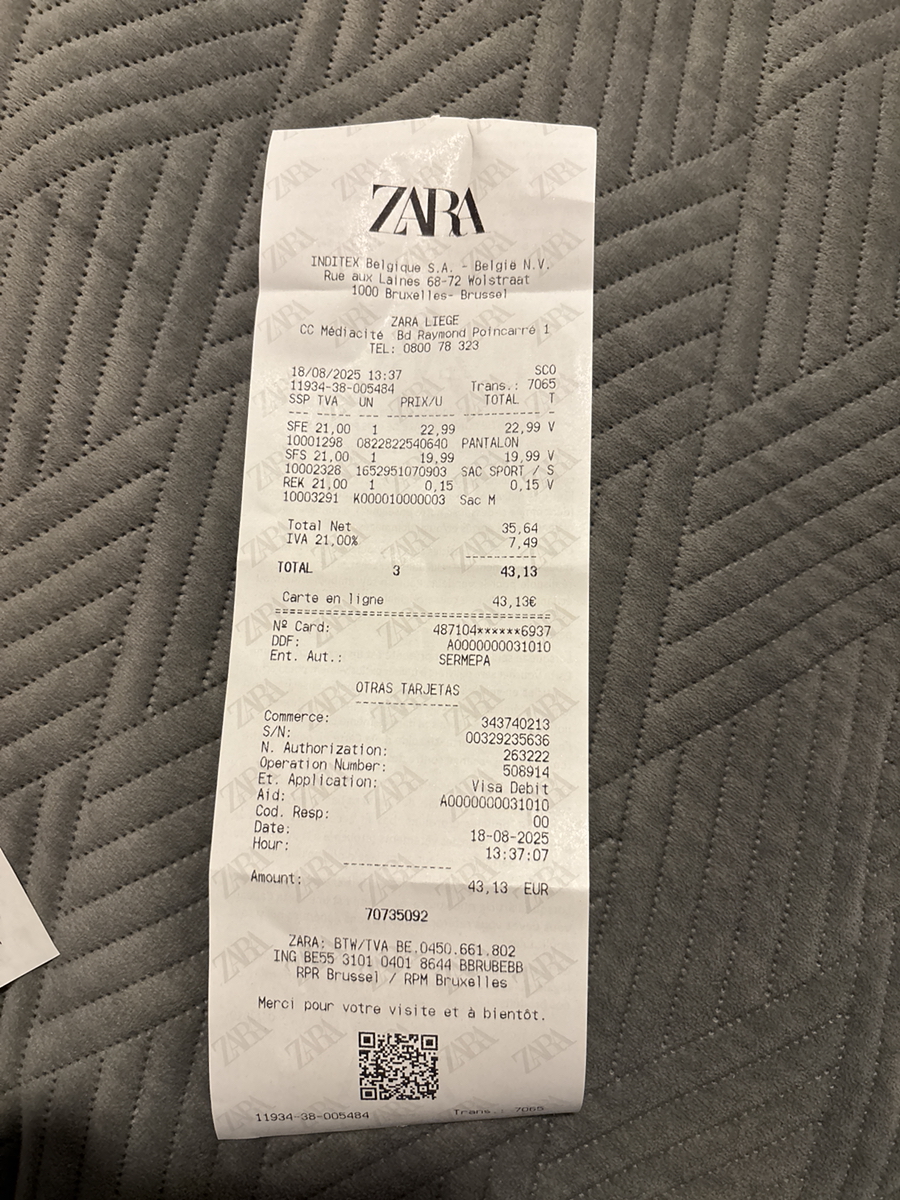 ZARA
INDITEX Belgique S.A. - België N.V.
Rue aux Laines 68-72 Wolstraat
1000 Bruxelles- Brussel
ZARA LIEGE
CC Médiacité Bd Raymond Poincarré 1
TEL: 0800 78 323
18/08/2025 13:37 SCO
11934-38-005484 Trans.: 7065
SSP TVA UN PRIX/U TOTAL T
SFE 21,00 1 22,99 22,99 V
10001298 0822822540640 PANTALON
SFS 21,00 1 19,99 19,99 V
10002328 1652951070903 SAC SPORT / S
REK 21,00 1 0,15 0,15 V
10003291 K000010000003 Sac M
Total Net 35,64
IVA 21,00% 7,49
TOTAL 3 43,13
Carte en ligne 43,13€
Nº Card: 487104******6937
DDF: A0000000031010
Ent. Aut.: SERMEPA
OTRAS TARJETAS
Commerce: 343740213
S/N: 00329235636
N. Authorization: 263222
Operation Number: 508914
Et. Application: Visa Debit
Aid: A0000000031010
Cod. Resp: 00
Date: 18-08-2025
Hour: 13:37:07
Amount: 43,13 EUR
70735092
ZARA: BTW/TVA BE.0450.661.802
ING BE55 3101 0401 8644 BBRUBEBB
RPR Brussel / RPM Bruxelles
Merci pour votre visite et à bientôt.
11934-38-005484 Trans.: 7065